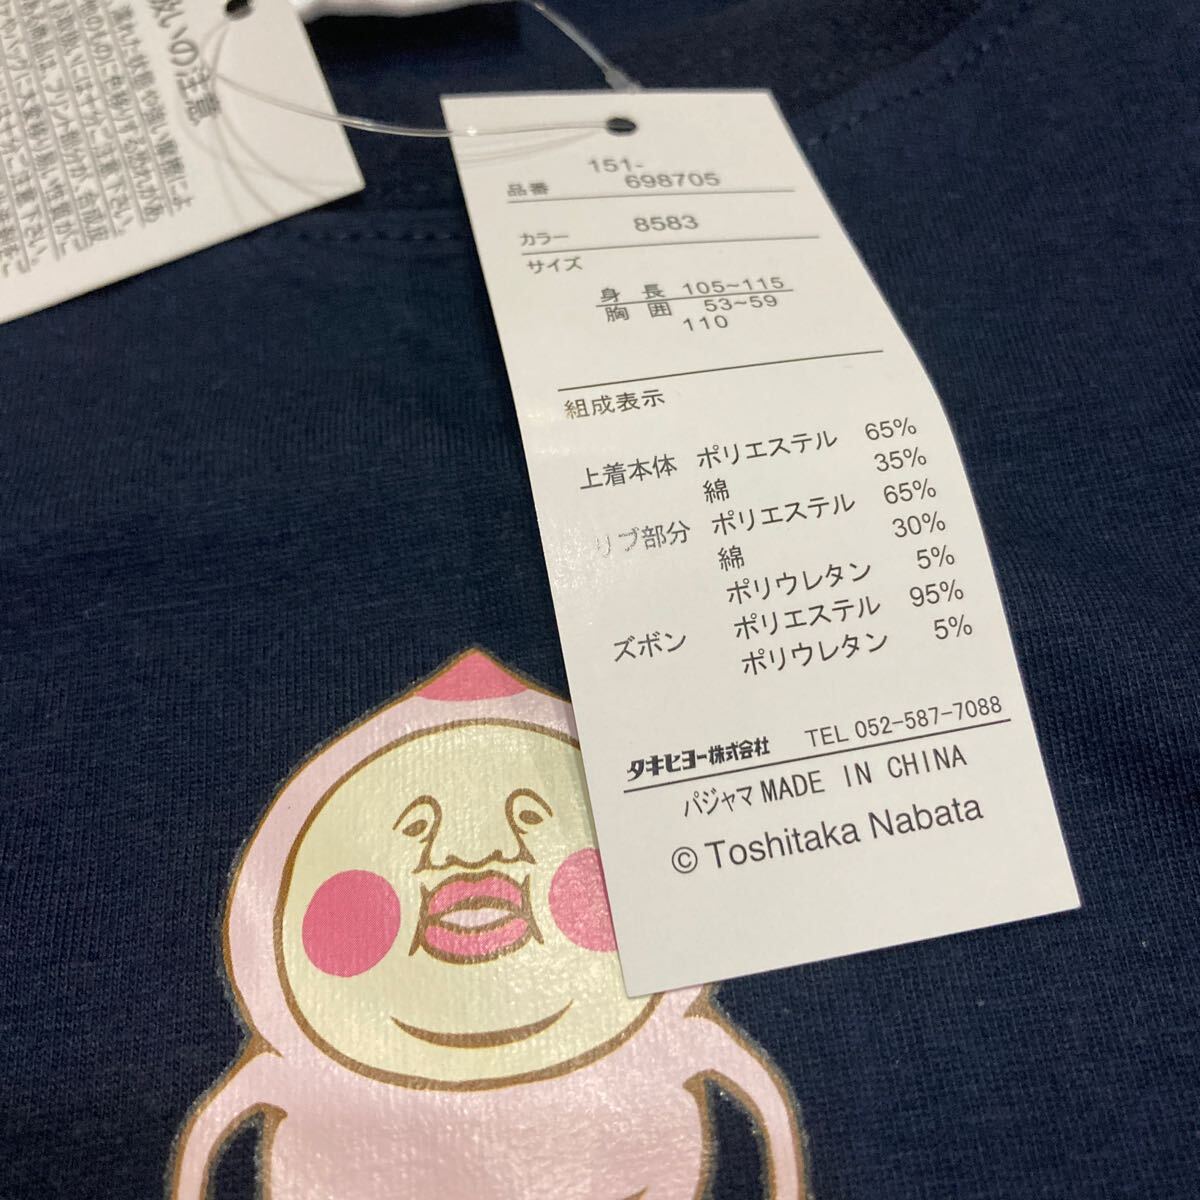 品番 151-
698705
カラー 8583
サイズ
身長 105~115
胸囲 53~59
110
組成表示
上着本体 ポリエステル 65%
綿 35%
リブ部分 ポリエステル 65%
綿 30%
ポリウレタン 5%
ズボン ポリエステル 95%
ポリウレタン 5%
タキヒヨー株式会社 TEL 052-587-7088
パジャマ MADE IN CHINA
© Toshitaka Nabata
扱いの注意